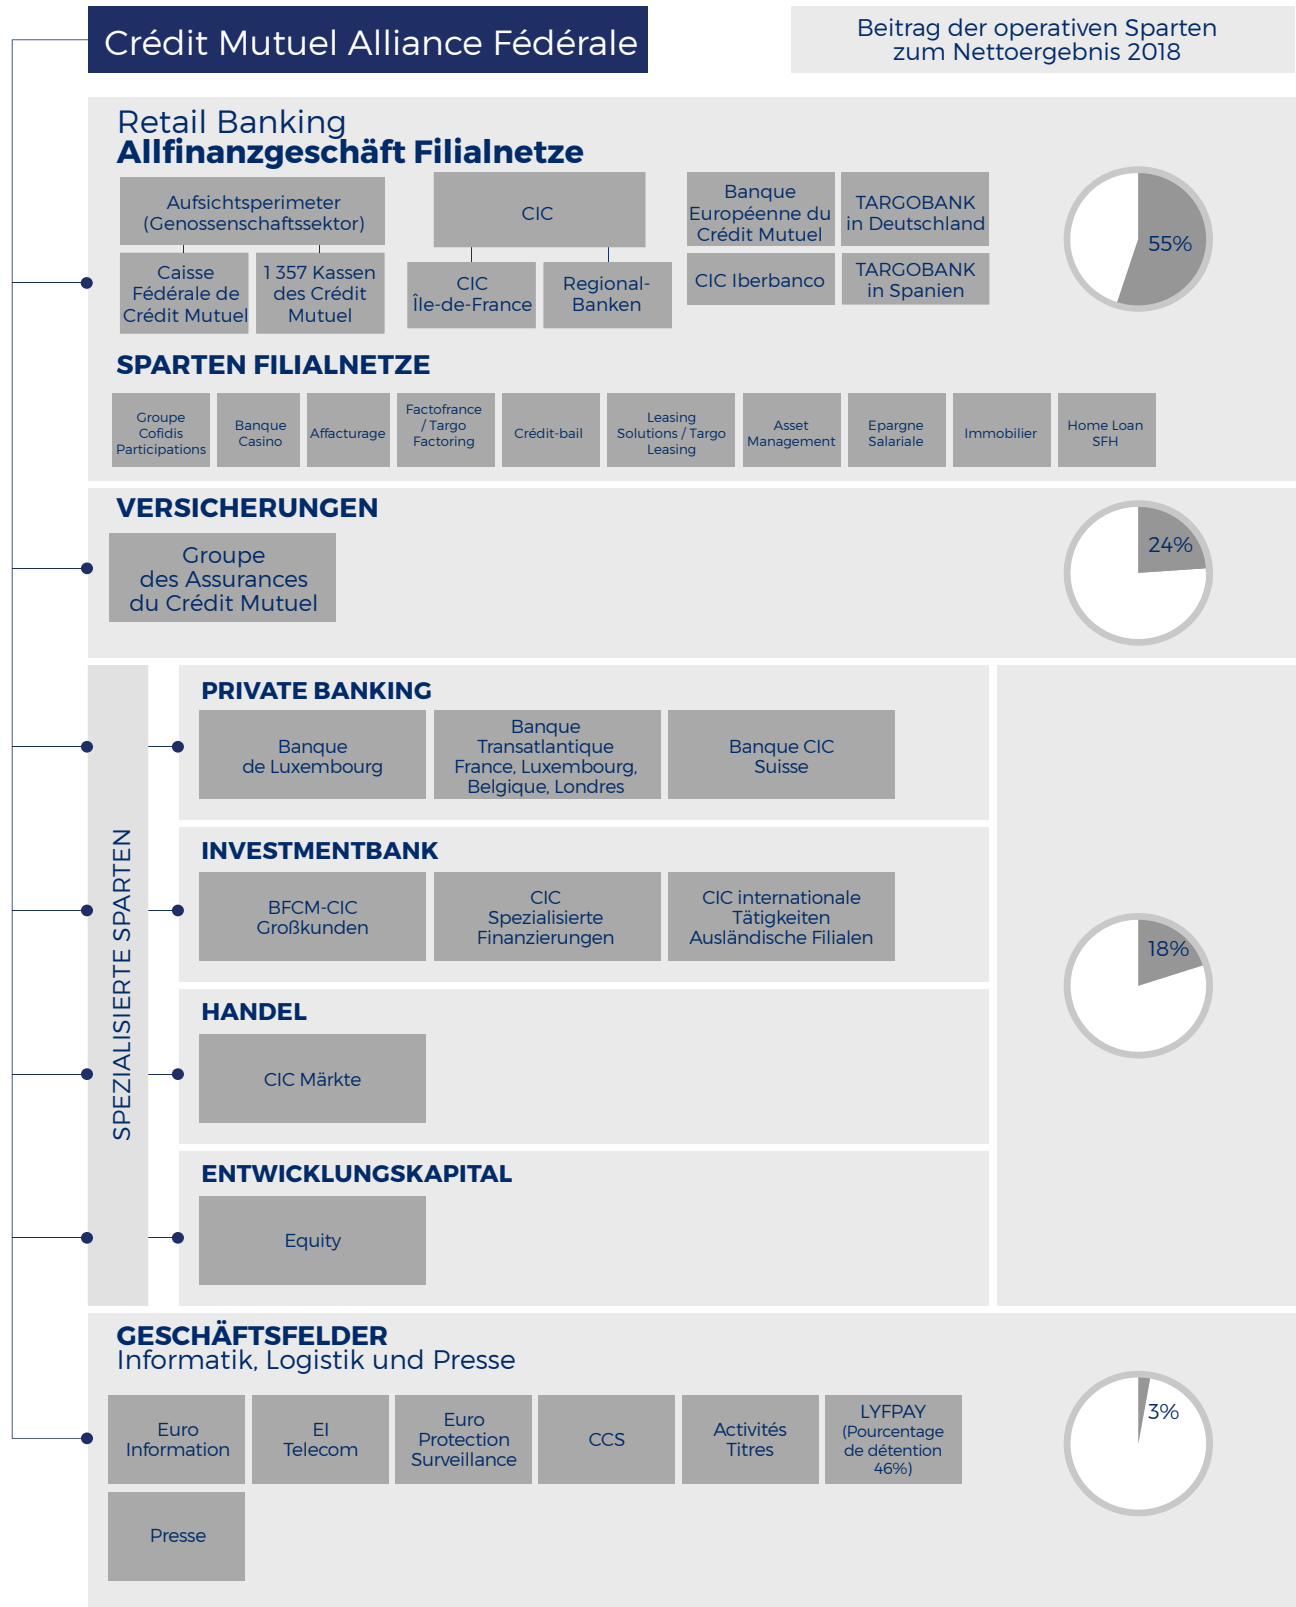 Crédit Mutuel Alliance Fédérale
Beitrag der operativen Sparten
zum Nettoergebnis 2018
Retail Banking
Allfinanzgeschäft Filialnetze
Aufsichtsperimeter
(Genossenschaftssektor)
Caisse
Fédérale de
Crédit Mutuel
1 357 Kassen
des Crédit
Mutuel
CIC
CIC
Île-de-France
Regional-
Banken
Banque
Européenne du
Crédit Mutuel
TARGOBANK
in Deutschland
CIC Iberbanco
TARGOBANK
in Spanien
55%
SPARTEN FILIALNETZE
Groupe
Cofidis
Participations
Banque
Casino
Affacturage
Factofrance
/ Targo
Factoring
Crédit-bail
Leasing
Solutions / Targo
Leasing
Asset
Management
Epargne
Salariale
Immobilier
Home Loan
SFH
VERSICHERUNGEN
Groupe
des Assurances
du Crédit Mutuel
24%
SPEZIALISIERTE SPARTEN
PRIVATE BANKING
Banque
de Luxembourg
Banque
Transatlantique
France, Luxembourg,
Belgique, Londres
Banque CIC
Suisse
INVESTMENTBANK
BFCM-CIC
Großkunden
CIC
Spezialisierte
Finanzierungen
CIC internationale
Tätigkeiten
Ausländische Filialen
18%
HANDEL
CIC Märkte
ENTWICKLUNGSKAPITAL
Equity
GESCHÄFTSFELDER
Informatik, Logistik und Presse
Euro
Information
EI
Telecom
Euro
Protection
Surveillance
CCS
Activités
Titres
LYFPAY
(Pourcentage
de détention
46%)
3%
Presse